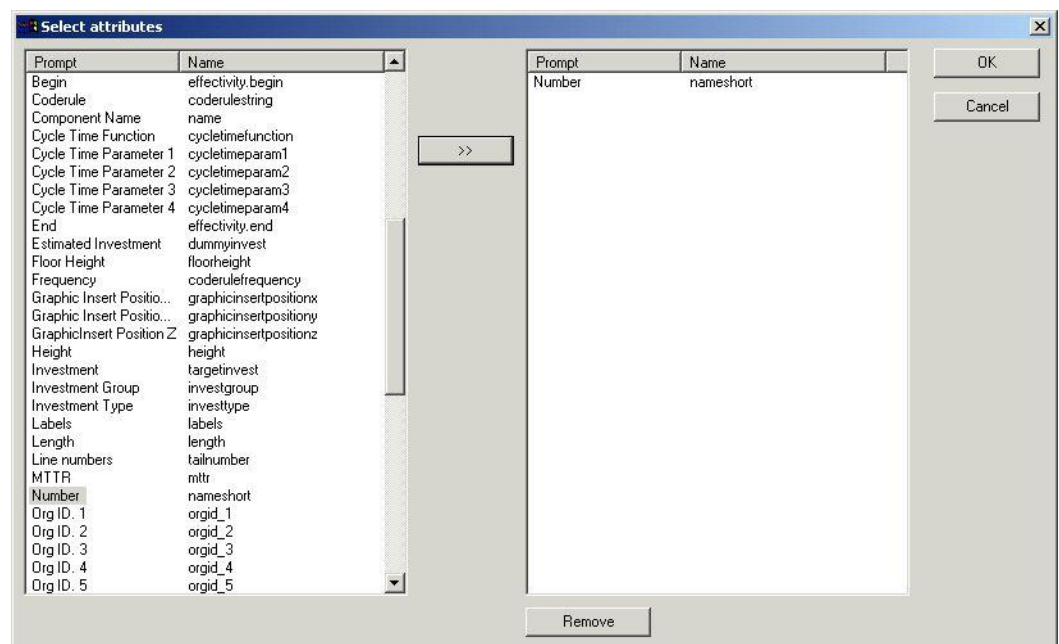 Select attributes
Prompt Name
Begin effectivity.begin
Coderule coderulestring
Component Name name
Cycle Time Function cycletimefunction
Cycle Time Parameter 1 cycletimeparam1
Cycle Time Parameter 2 cycletimeparam2
Cycle Time Parameter 3 cycletimeparam3
Cycle Time Parameter 4 cycletimeparam4
End effectivity.end
Estimated Investment dummyinvest
Floor Height floorheight
Frequency coderulefrequency
Graphic Insert Positio... graphicinsertpositionx
Graphic Insert Positio... graphicinsertpositiony
GraphicInsert Position Z graphicinsertpositionz
Height height
Investment targetinvest
Investment Group investgroup
Investment Type investtype
Labels labels
Length length
Line numbers tailnumber
MTTR mttr
Number nameshort
Org ID. 1 orgid_1
Org ID. 2 orgid_2
Org ID. 3 orgid_3
Org ID. 4 orgid_4
Org ID. 5 orgid_5
>>
Prompt Name
Number nameshort
Remove
OK
Cancel